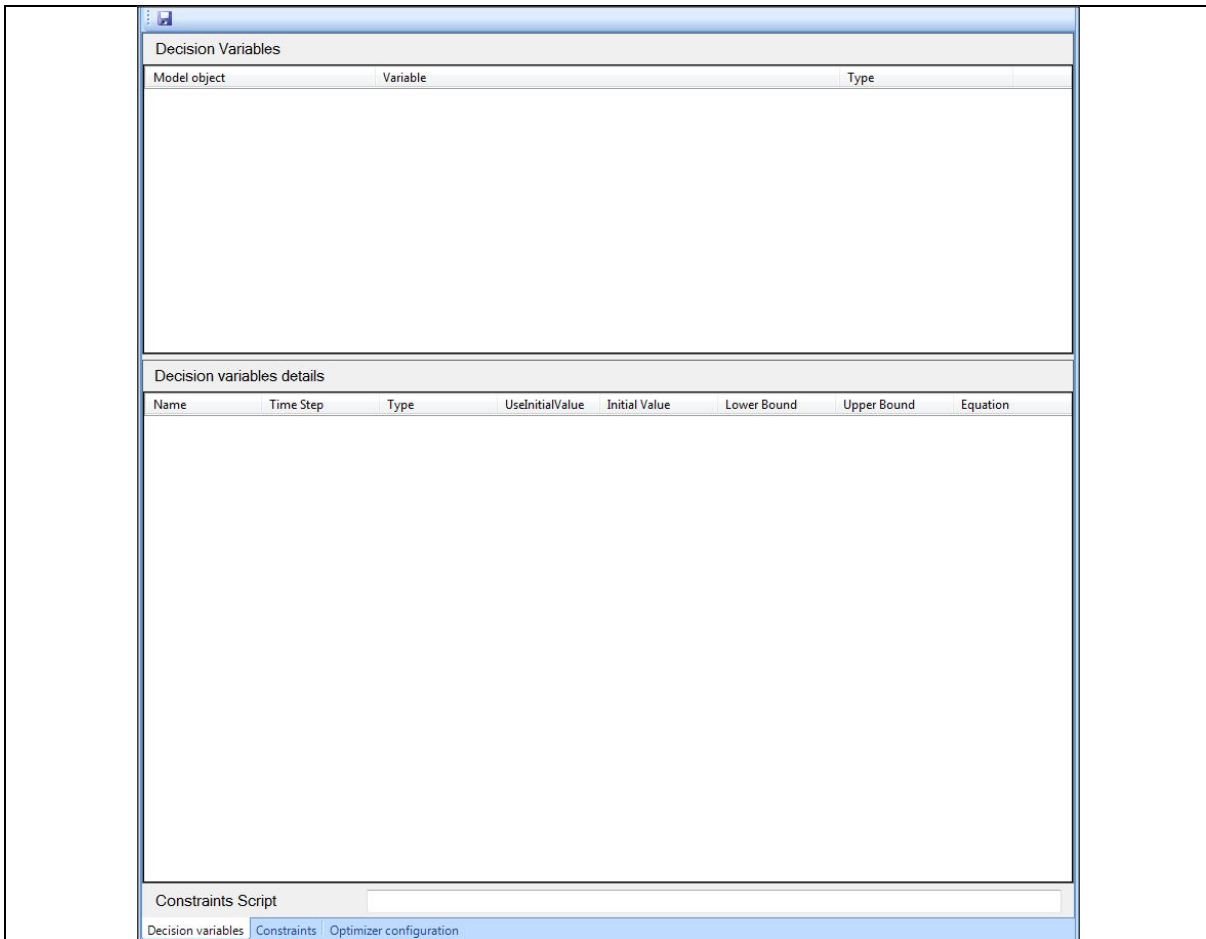 Decision Variables
Model object Variable Type
Decision variables details
Name Time Step Type UseInitialValue Initial Value Lower Bound Upper Bound Equation
Constraints Script
Decision variables Constraints Optimizer configuration